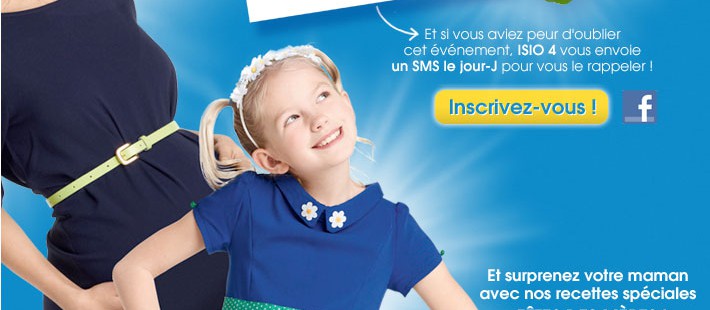 Et si vous aviez peur d'oublier
cet événement, ISIO 4 vous envoie
un SMS le jour-J pour vous le rappeler !
Inscrivez-vous !
f
Et surprenez votre maman
avec nos recettes spéciales